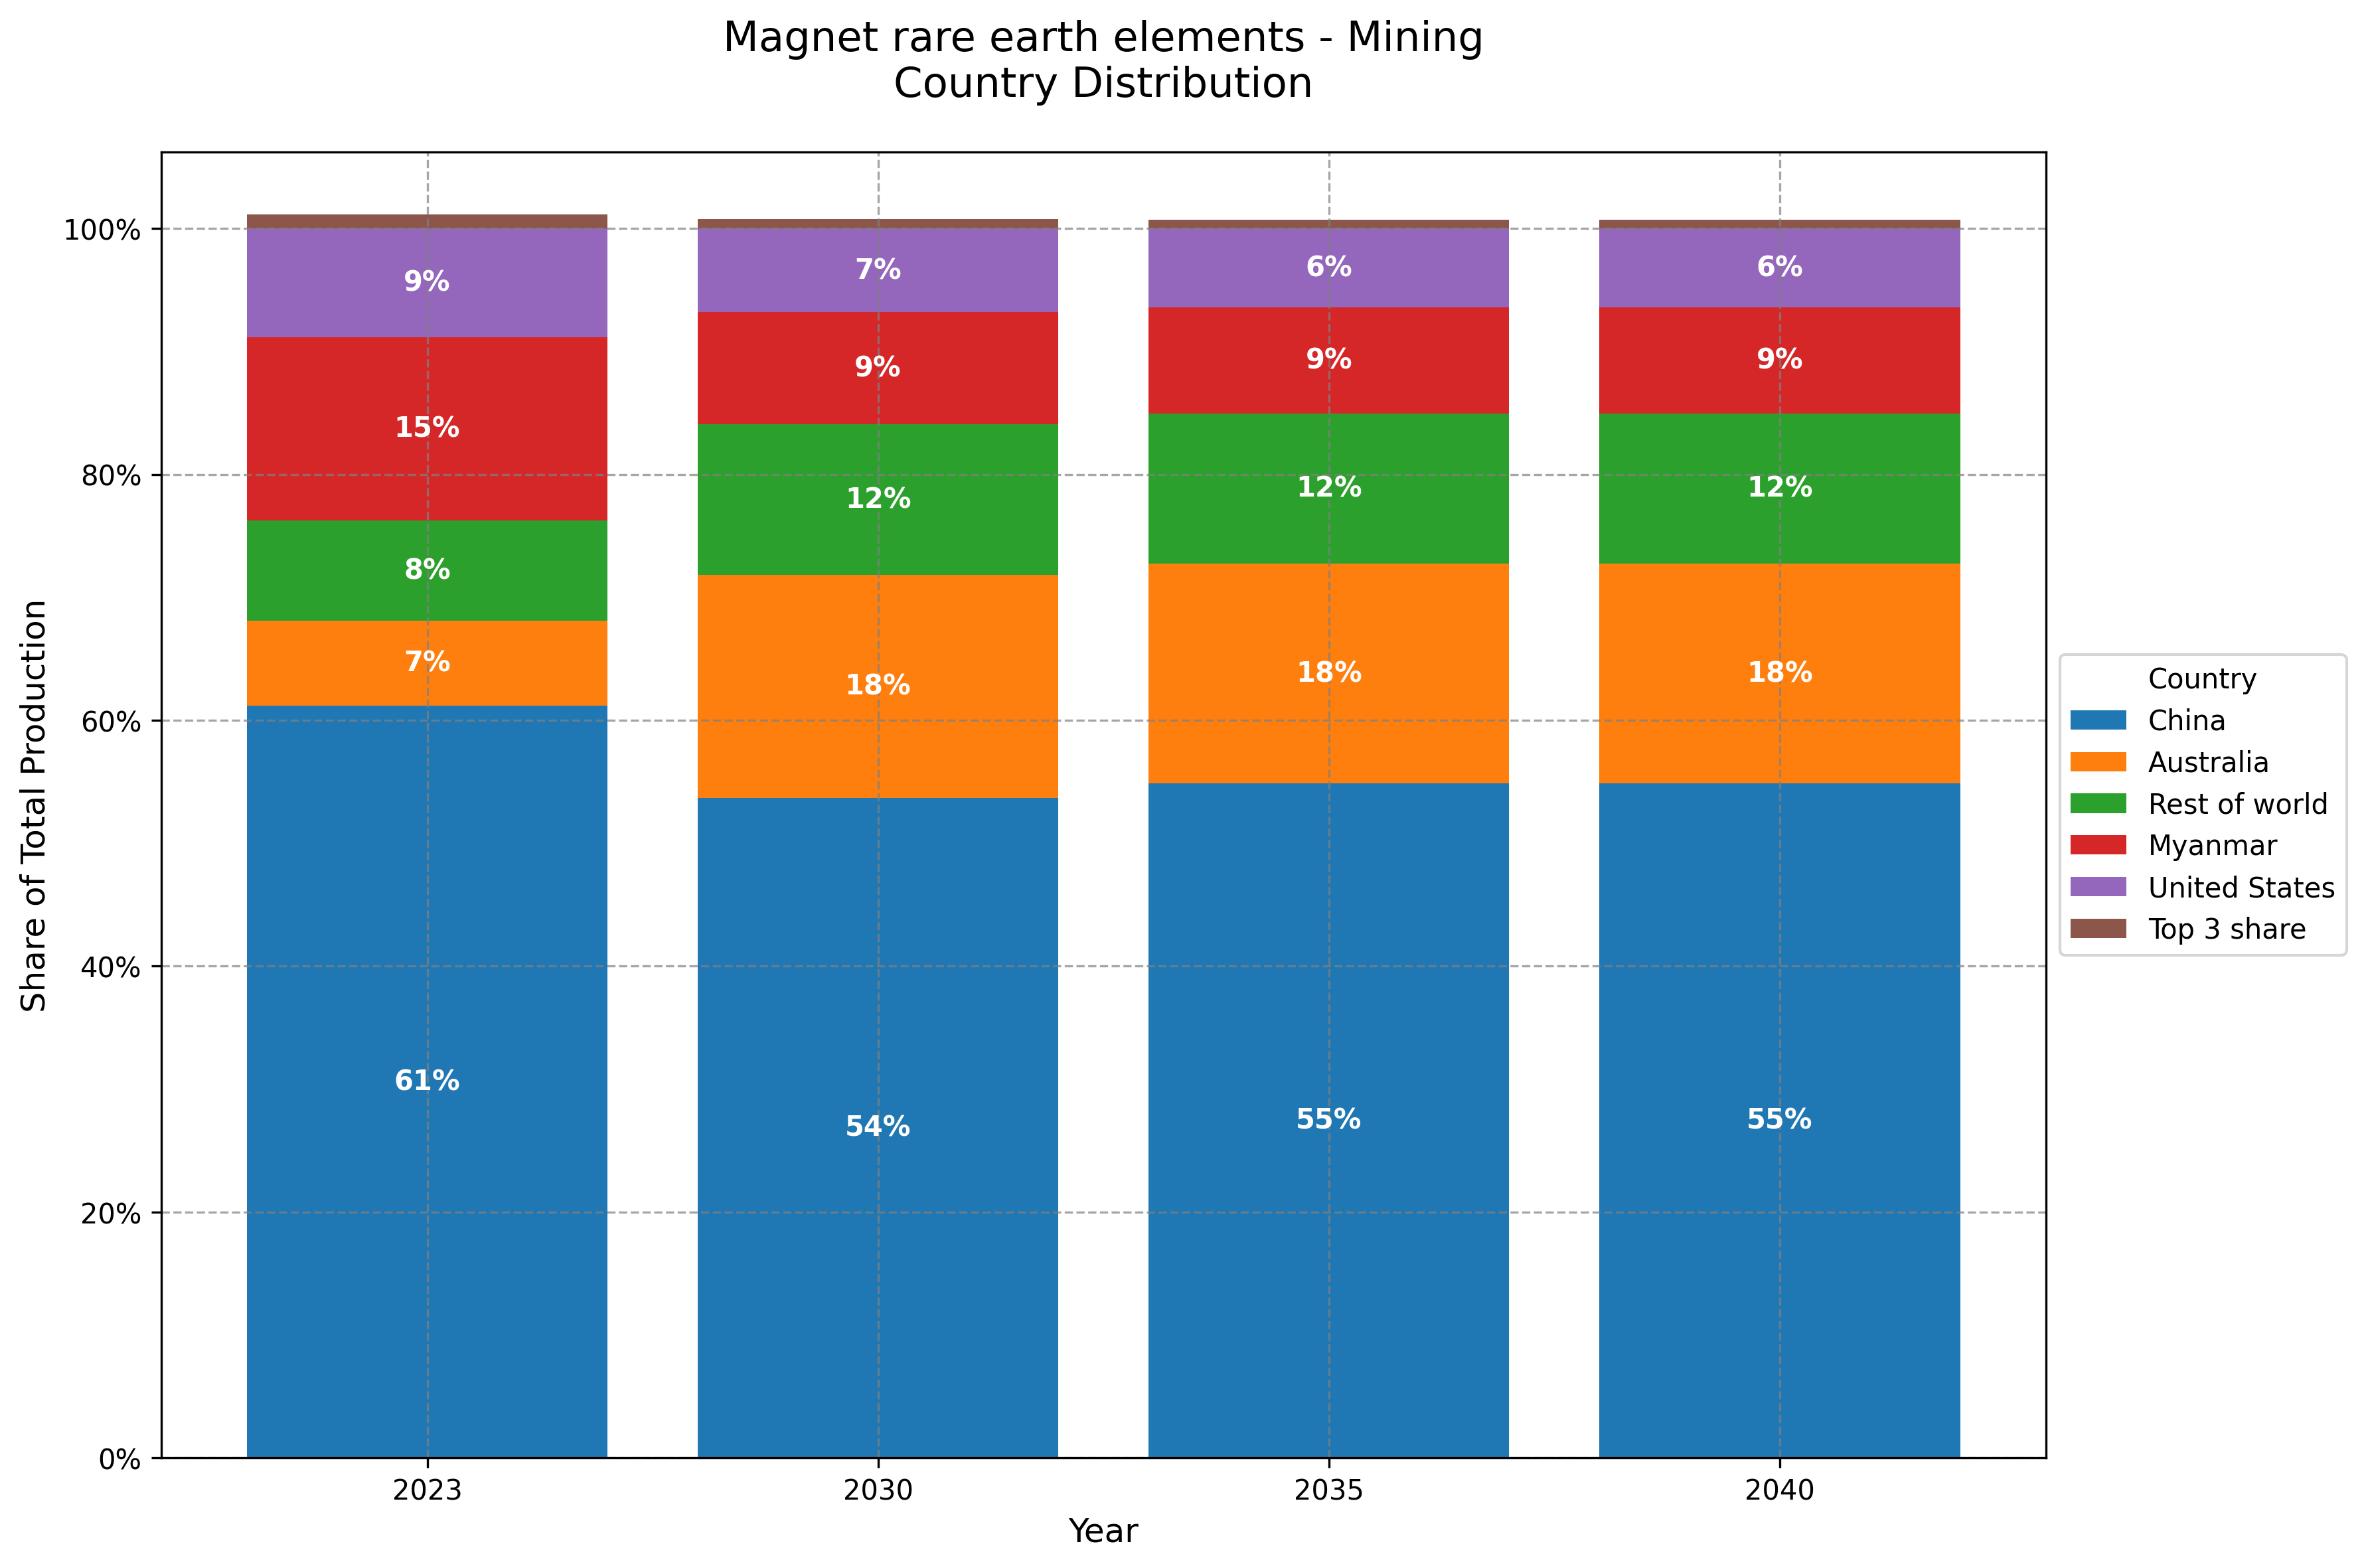 Magnet rare earth elements - Mining
Country Distribution
Share of Total Production
100%
80%
60%
40%
20%
0%
9%
15%
8%
7%
61%
7%
9%
12%
18%
54%
6%
9%
12%
18%
55%
6%
9%
12%
18%
55%
2023
2030
2035
2040
Year
Country
China
Australia
Rest of world
Myanmar
United States
Top 3 share